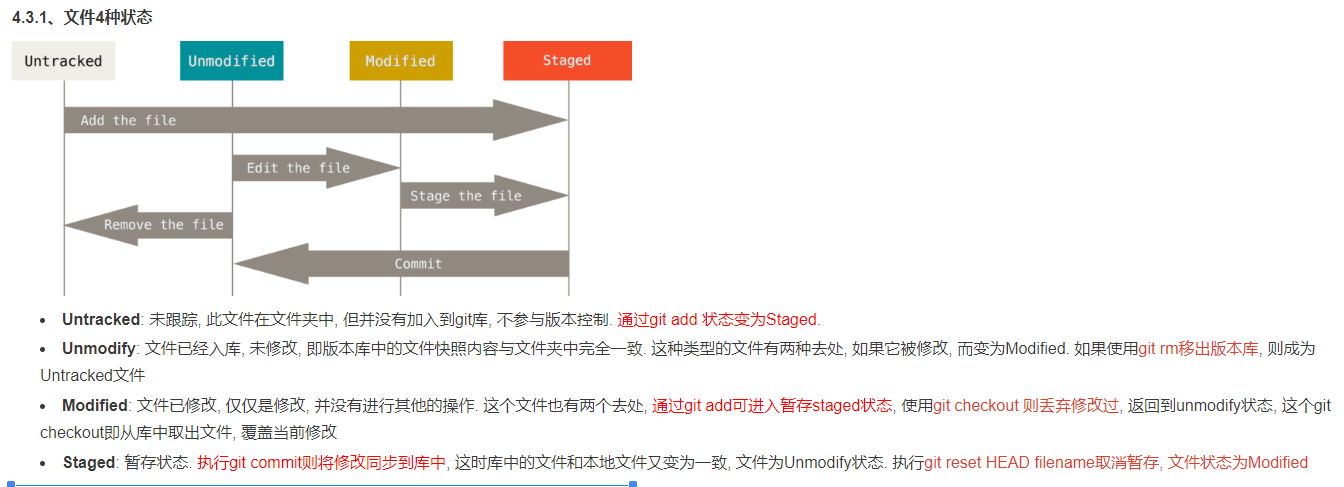 4.3.1、文件4种状态
Untracked Unmodified Modified Staged
Add the file
Edit the file
Stage the file
Remove the file
Commit
• Untracked: 未跟踪, 此文件在文件夹中, 但并没有加入到git库, 不参与版本控制. 通过git add 状态变为Staged.
• Unmodify: 文件已经入库, 未修改, 即版本库中的文件快照内容与文件夹中完全一致. 这种类型的文件有两种去处, 如果它被修改, 而变为Modified. 如果使用git rm移出版本库, 则成为
Untracked文件
• Modified: 文件已修改, 仅仅是修改, 并没有进行其他的操作. 这个文件也有两个去处, 通过git add可进入暂存staged状态, 使用git checkout 则丢弃修改过, 返回到unmodify状态, 这个git
checkout即从库中取出文件, 覆盖当前修改
• Staged: 暂存状态. 执行git commit则将修改同步到库中, 这时库中的文件和本地文件又变为一致, 文件为Unmodify状态. 执行git reset HEAD filename取消暂存, 文件状态为Modified